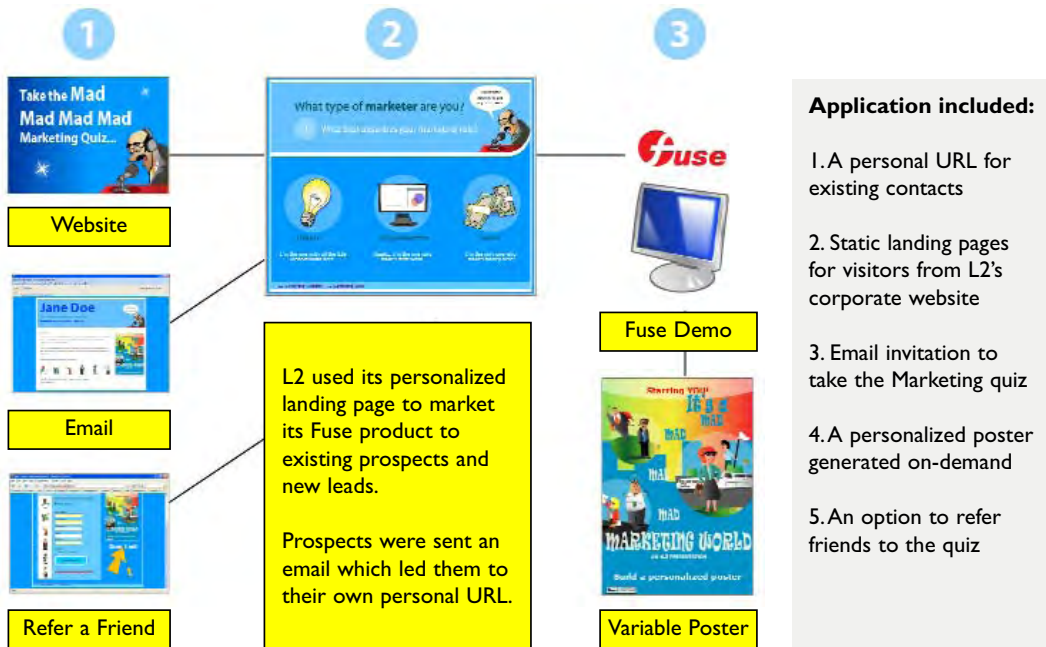 1
2
3
Take the Mad
Mad Mad Mad
Marketing Quiz...
Website
Jane Doe
Email
Refer a Friend
What type of marketer are you?
L2 used its personalized
landing page to market
its Fuse product to
existing prospects and
new leads.
Prospects were sent an
email which led them to
their own personal URL.
fuse
Fuse Demo
Starring YOU!
It's a
MAD
MAD
MAD
MAD
MARKETING WORLD
Build a personalized poster
Variable Poster
Application included:
1. A personal URL for
existing contacts
2. Static landing pages
for visitors from L2's
corporate website
3. Email invitation to
take the Marketing quiz
4. A personalized poster
generated on-demand
5. An option to refer
friends to the quiz